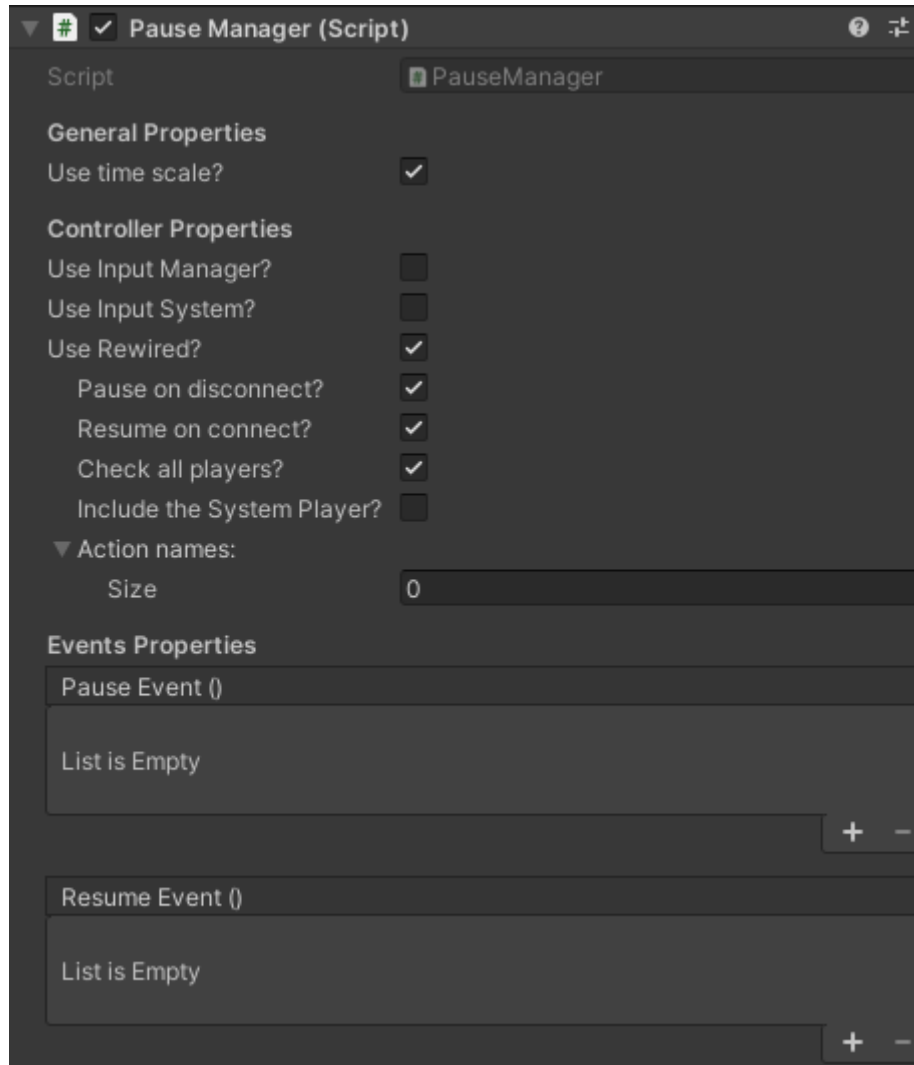 Pause Manager (Script)
Script PauseManager
General Properties
Use time scale?
Controller Properties
Use Input Manager?
Use Input System?
Use Rewired?
Pause on disconnect?
Resume on connect?
Check all players?
Include the System Player?
Action names:
Size 0
Events Properties
Pause Event ()
List is Empty
Resume Event ()
List is Empty